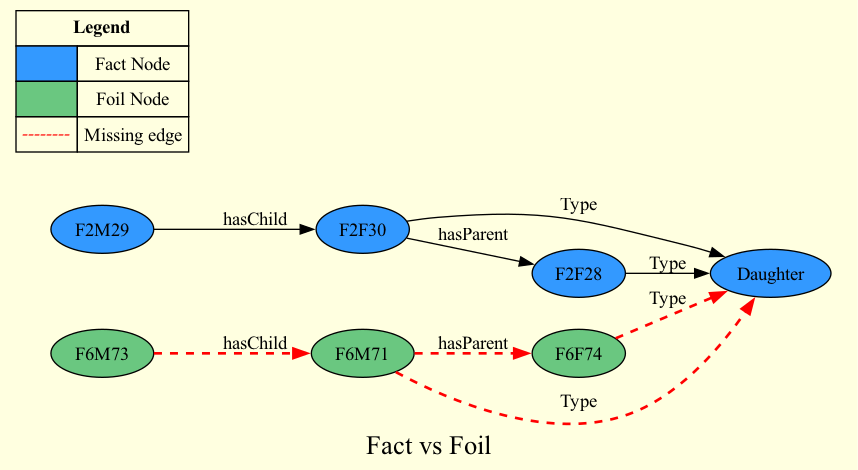 Legend
Fact Node
Foil Node
Missing edge
F2M29
hasChild
F2F30
Type
hasParent
F2F28
Type
Daughter
Type
F6M73
hasChild
F6M71
hasParent
F6F74
Type
Fact vs Foil